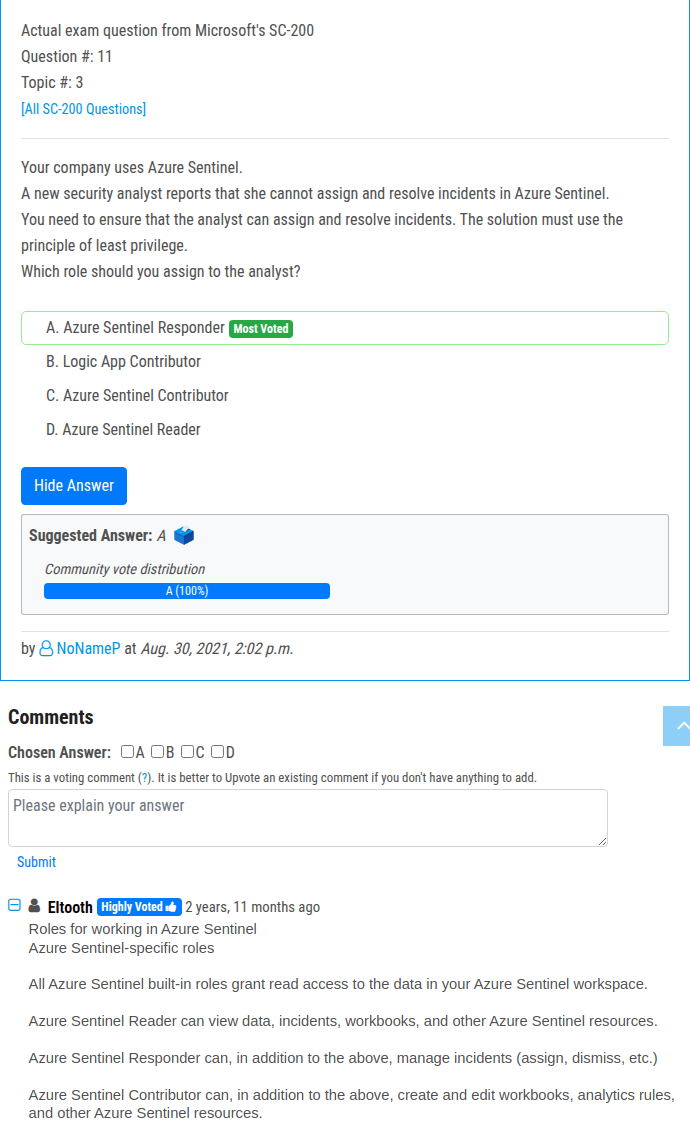 Actual exam question from Microsoft's SC-200
Question #: 11
Topic #: 3
[All SC-200 Questions]
Your company uses Azure Sentinel.
A new security analyst reports that she cannot assign and resolve incidents in Azure Sentinel.
You need to ensure that the analyst can assign and resolve incidents. The solution must use the
principle of least privilege.
Which role should you assign to the analyst?
A. Azure Sentinel Responder Most Voted
B. Logic App Contributor
C. Azure Sentinel Contributor
D. Azure Sentinel Reader
Hide Answer
Suggested Answer: A
Community vote distribution
A (100%)
by NoNameP at Aug. 30, 2021, 2:02 p.m.
Comments
Chosen Answer: A B C D
This is a voting comment (?). It is better to Upvote an existing comment if you don't have anything to add.
Please explain your answer
Submit
Eltooth Highly Voted 2 years, 11 months ago
Roles for working in Azure Sentinel
Azure Sentinel-specific roles
All Azure Sentinel built-in roles grant read access to the data in your Azure Sentinel workspace.
Azure Sentinel Reader can view data, incidents, workbooks, and other Azure Sentinel resources.
Azure Sentinel Responder can, in addition to the above, manage incidents (assign, dismiss, etc.)
Azure Sentinel Contributor can, in addition to the above, create and edit workbooks, analytics rules,
and other Azure Sentinel resources.